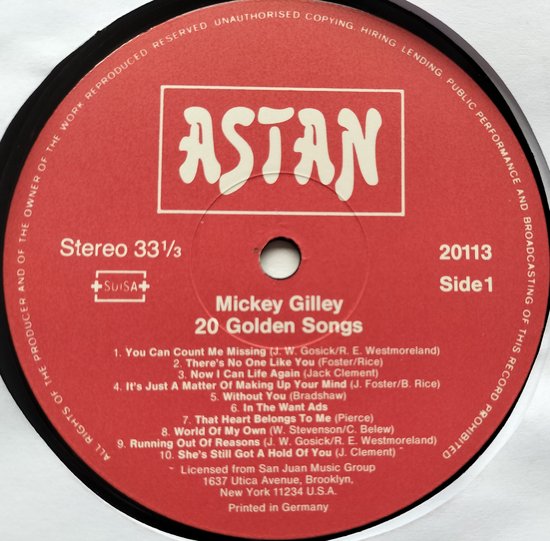 ALL RIGHTS OF THE PRODUCER AND OF THE OWNER OF THE WORK REPRODUCED RESERVED UNAUTHORISED COPYING, HIRING, LENDING, PUBLIC PERFORMANCE AND BROADCASTING OF THIS RECORD PROHIBITED
ASTAN
Stereo 33 1/3
20113
SUISA
Side 1
Mickey Gilley
20 Golden Songs
1. You Can Count Me Missing (J. W. Gosick/R. E. Westmoreland)
2. There's No One Like You (Foster/Rice)
3. Now I Can Life Again (Jack Clement)
4. It's Just A Matter Of Making Up Your Mind (J. Foster/B. Rice)
5. Without You (Bradshaw)
6. In The Want Ads
7. That Heart Belongs To Me (Pierce)
8. World Of My Own (W. Stevenson/C. Belew)
9. Running Out Of Reasons (J. W. Gosick/R. E. Westmoreland)
10. She's Still Got A Hold Of You (J. Clement)
Licensed from San Juan Music Group
1637 Utica Avenue, Brooklyn,
New York 11234 U.S.A.
Printed in Germany